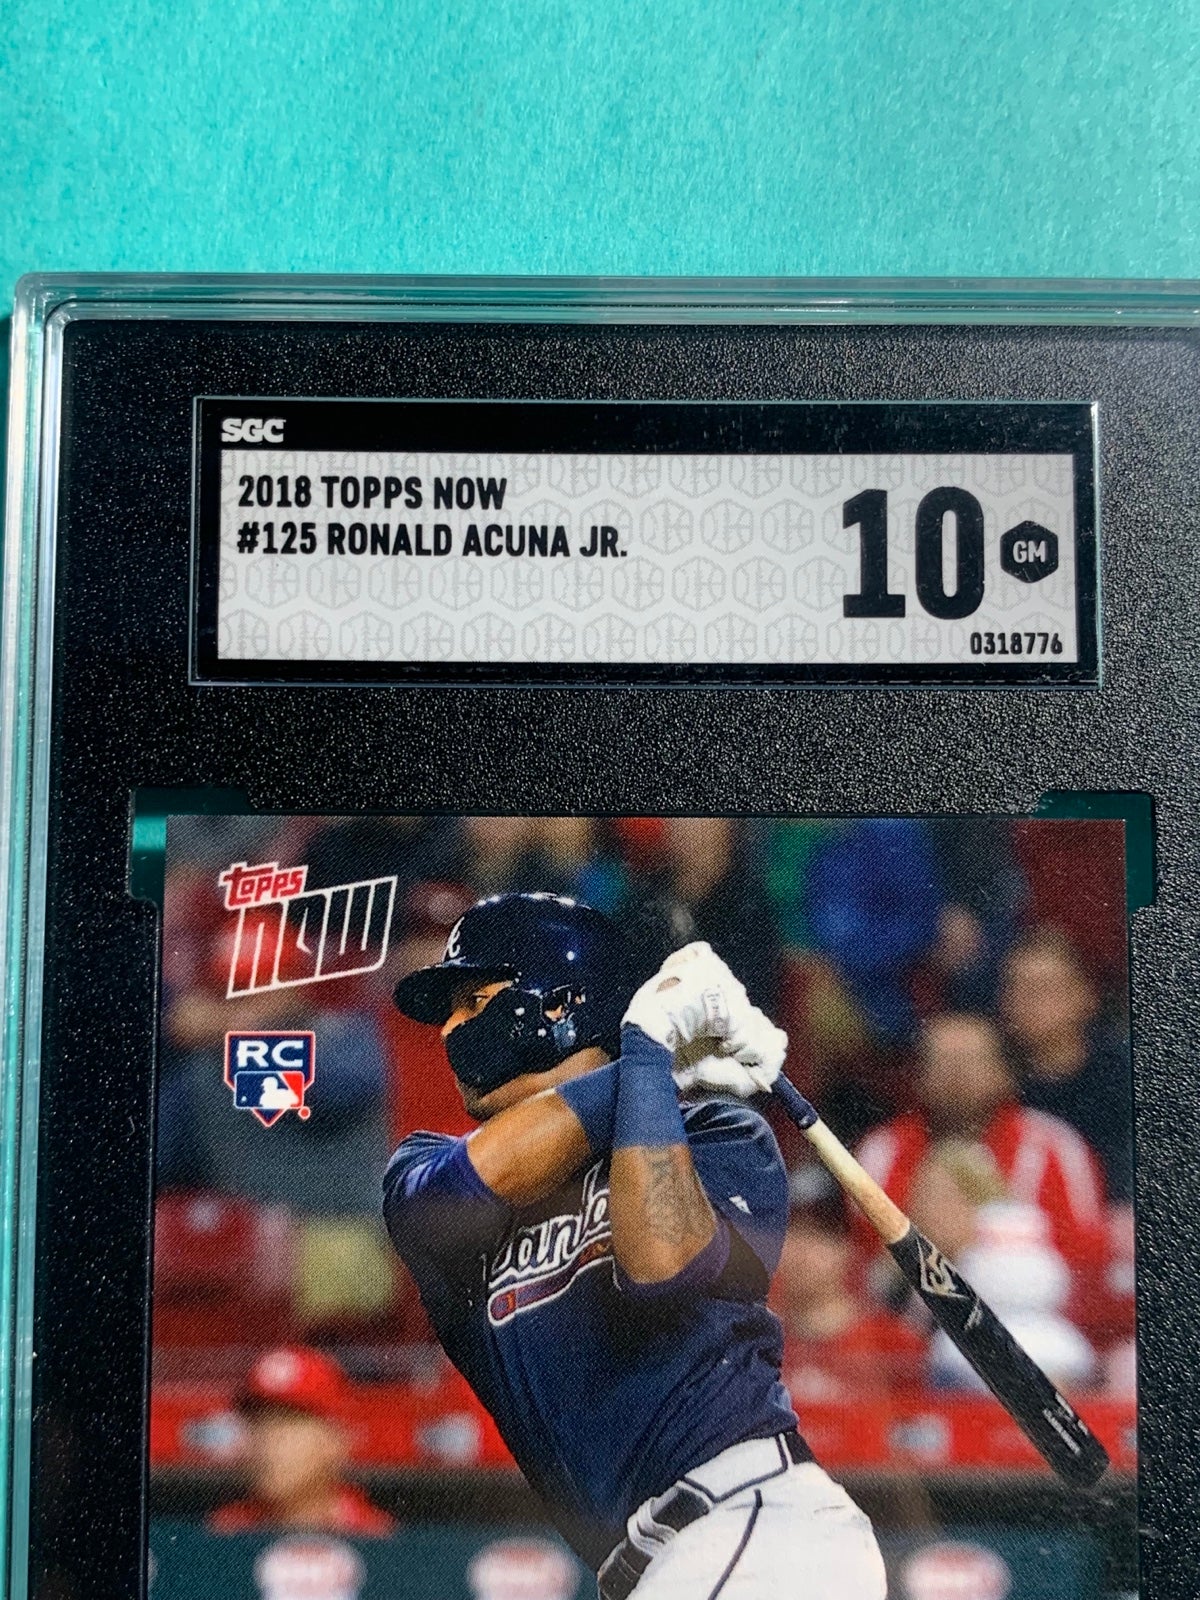 SGC
2018 TOPPS NOW
#125 RONALD ACUNA JR.
10
GM
0318776
topps
NOW
RC